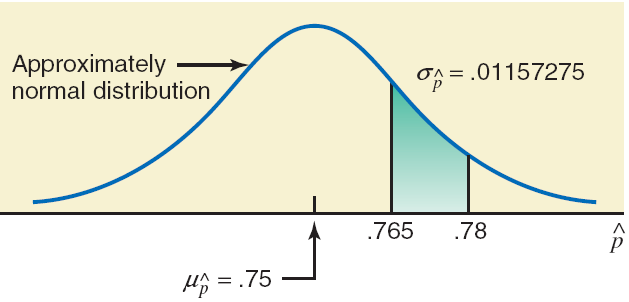 Approximately
normal distribution
σp̂ = .01157275
.765
.78
p̂
μp̂ = .75